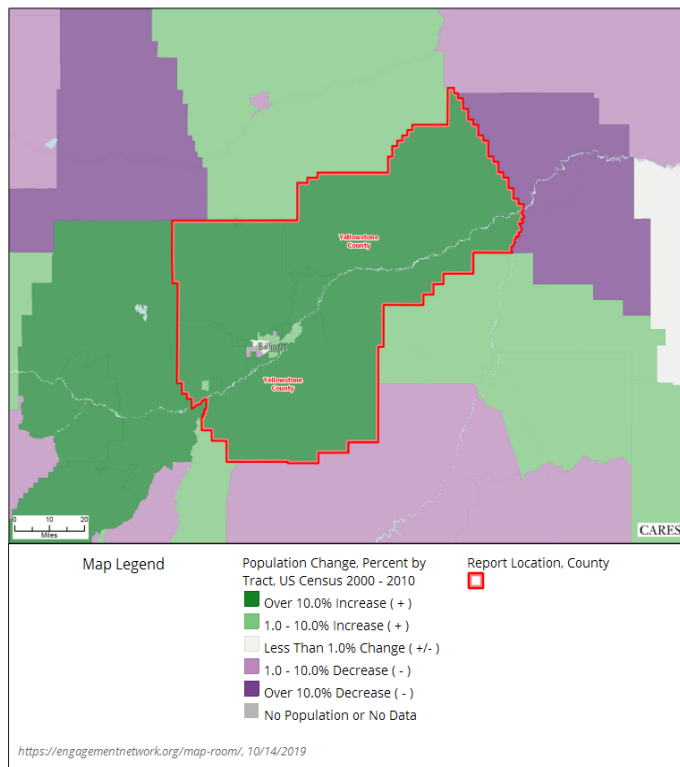 Yellowstone
County
Billings
Yellowstone
County
0 10 20
Miles
CARES
Map Legend
Population Change, Percent by
Tract, US Census 2000 - 2010
Over 10.0% Increase ( + )
1.0 - 10.0% Increase ( + )
Less Than 1.0% Change ( +/- )
1.0 - 10.0% Decrease ( - )
Over 10.0% Decrease ( - )
No Population or No Data
Report Location, County
https://engagementnetwork.org/map-room/, 10/14/2019